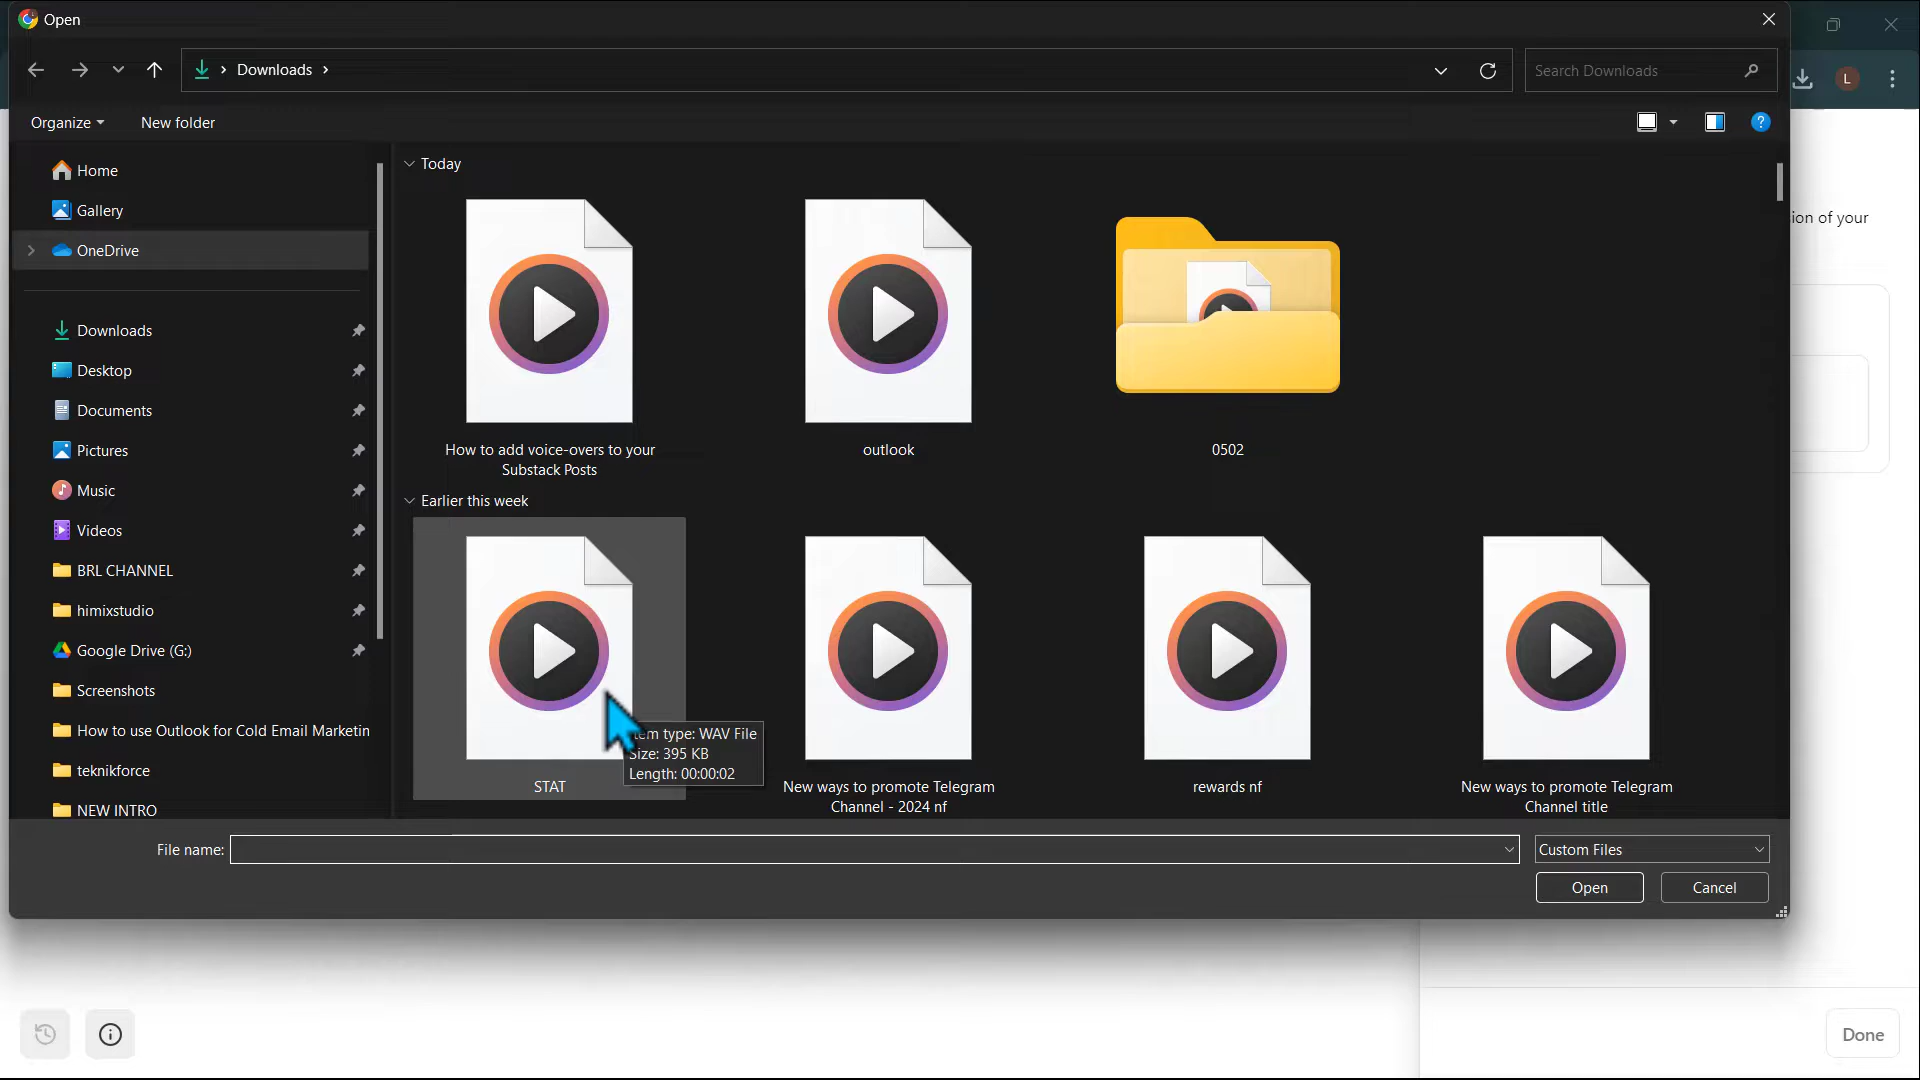 Open
Downloads
Search Downloads
L
Organize
New folder
?
Home
Gallery
OneDrive
Downloads
Desktop
Documents
Pictures
Music
Videos
BRL CHANNEL
himixstudio
Google Drive (G:)
Screenshots
How to use Outlook for Cold Email Marketin
teknikforce
NEW INTRO
Today
How to add voice-overs to your
Substack Posts
outlook
0502
Earlier this week
STAT
em type: WAV File
Size: 395 KB
Length: 00:00:02
New ways to promote Telegram
Channel - 2024 nf
rewards nf
New ways to promote Telegram
Channel title
ion of your
File name:
Custom Files
Open
Cancel
Done